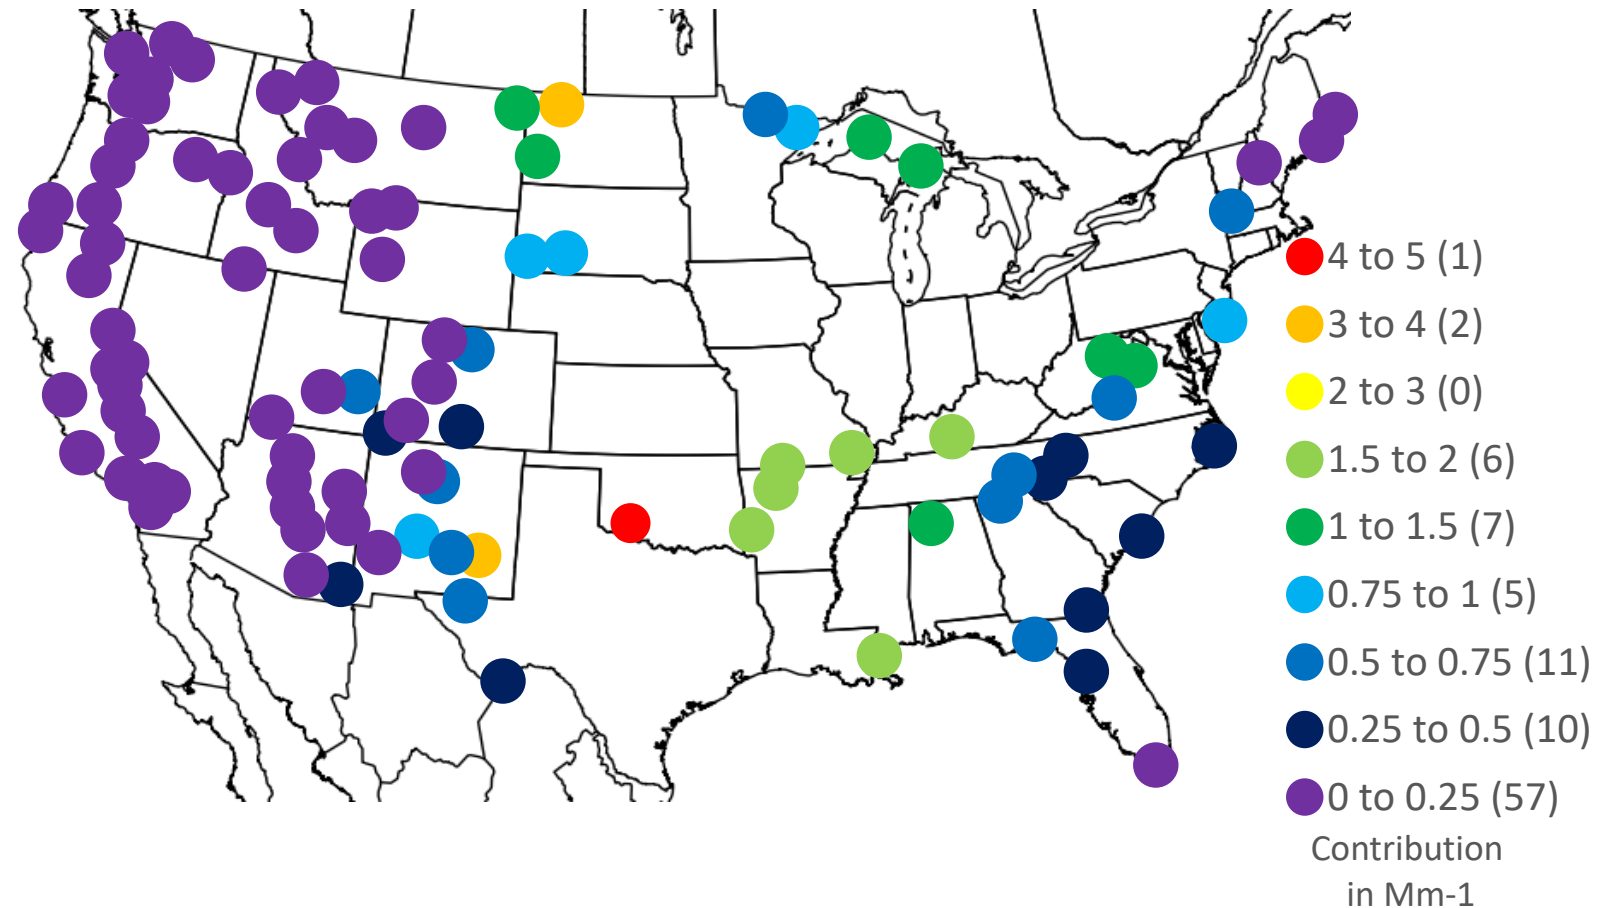 4 to 5 (1)
3 to 4 (2)
2 to 3 (0)
1.5 to 2 (6)
1 to 1.5 (7)
0.75 to 1 (5)
0.5 to 0.75 (11)
0.25 to 0.5 (10)
0 to 0.25 (57)
Contribution
in Mm-1